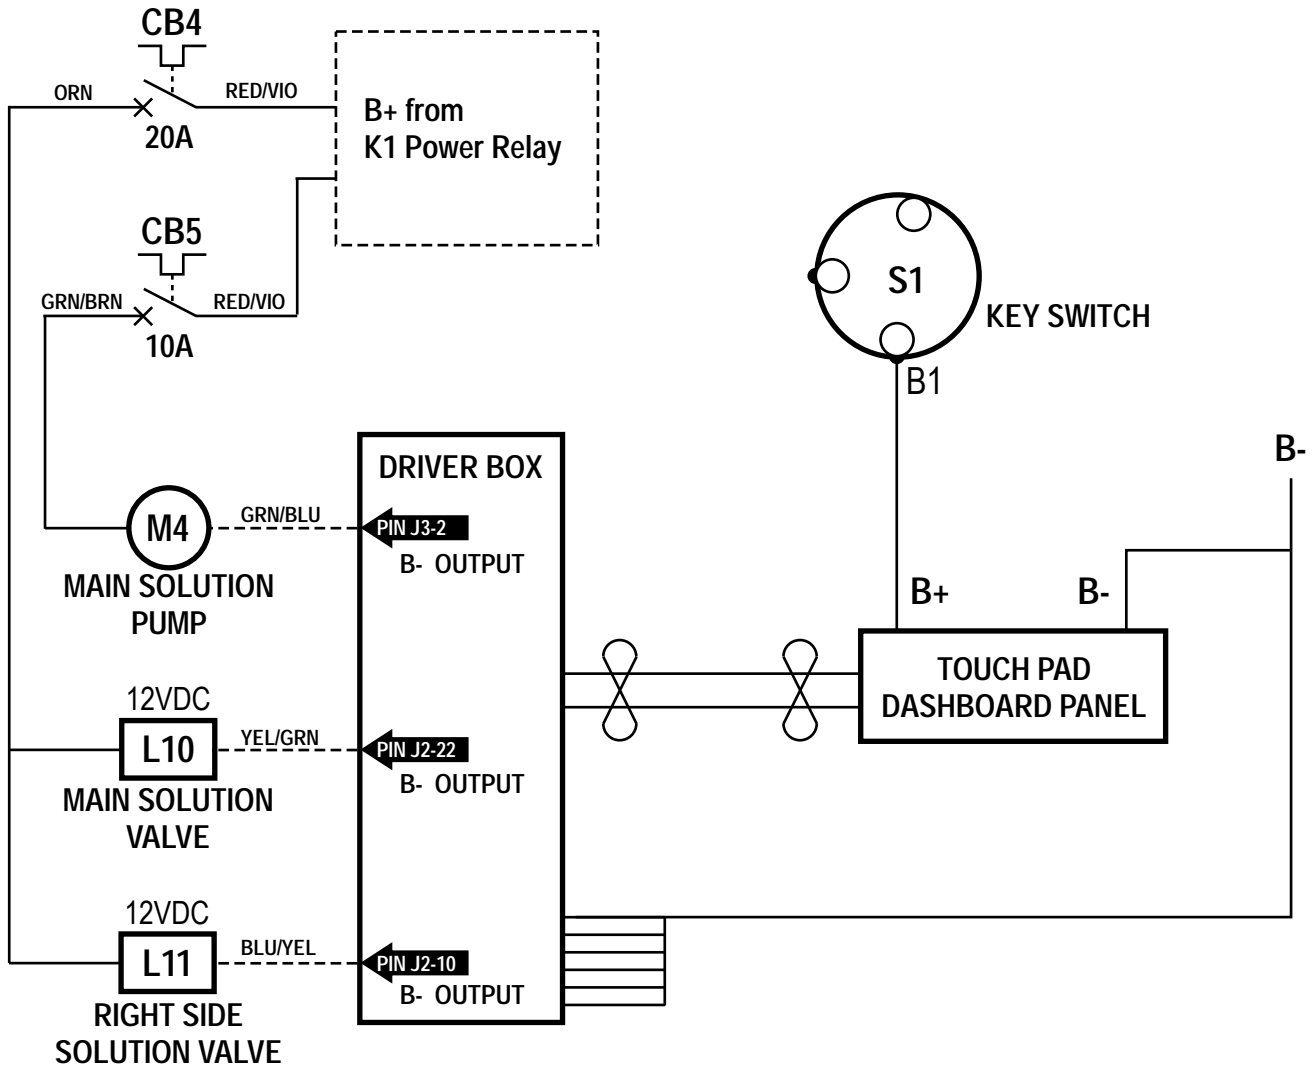 CB4
ORN
RED/VIO
20A
B+ from
K1 Power Relay
CB5
GRN/BRN
RED/VIO
10A
S1
KEY SWITCH
B1
B-
DRIVER BOX
M4
GRN/BLU
PIN J3-2
B- OUTPUT
MAIN SOLUTION
PUMP
B+
B-
TOUCH PAD
DASHBOARD PANEL
12VDC
L10
YEL/GRN
PIN J2-22
B- OUTPUT
MAIN SOLUTION
VALVE
12VDC
L11
BLU/YEL
PIN J2-10
B- OUTPUT
RIGHT SIDE
SOLUTION VALVE